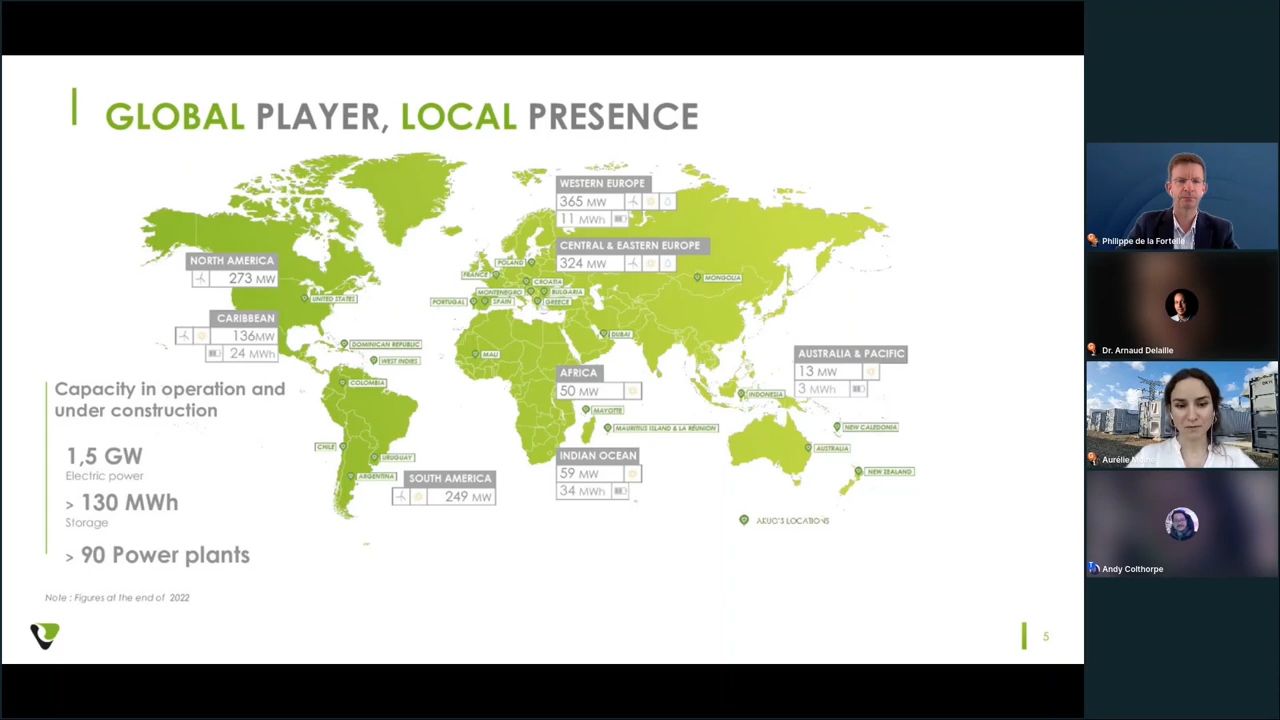 GLOBAL PLAYER, LOCAL PRESENCE
WESTERN EUROPE
365 MW
11 MWh
CENTRAL & EASTERN EUROPE
324 MW
NORTH AMERICA
273 MW
CARIBBEAN
136MW
24 MWh
POLAND
FRANCE
CROATIA
MONTENEGRO
BULGARIA
PORTUGAL
SPAIN
GREECE
MONGOLIA
UNITED STATES
DOMINICAN REPUBLIC
WEST INDIES
MALI
DUBAI
COLOMBIA
AUSTRALIA & PACIFIC
13 MW
3 MWh
AFRICA
50 MW
INDONESIA
MAYOTTE
MAURITIUS ISLAND & LA RÉUNION
NEW CALEDONIA
CHILE
URUGUAY
ARGENTINA
AUSTRALIA
NEW ZEALAND
INDIAN OCEAN
59 MW
34 MWh
SOUTH AMERICA
249 MW
LOCATIONS
Capacity in operation and
under construction
1,5 GW
Electric power
> 130 MWh
Storage
> 90 Power plants
Note : Figures at the end of 2022
5
Philippe de la Fortelle
Dr. Arnaud Delaille
Aurélie
Andy Colthorpe